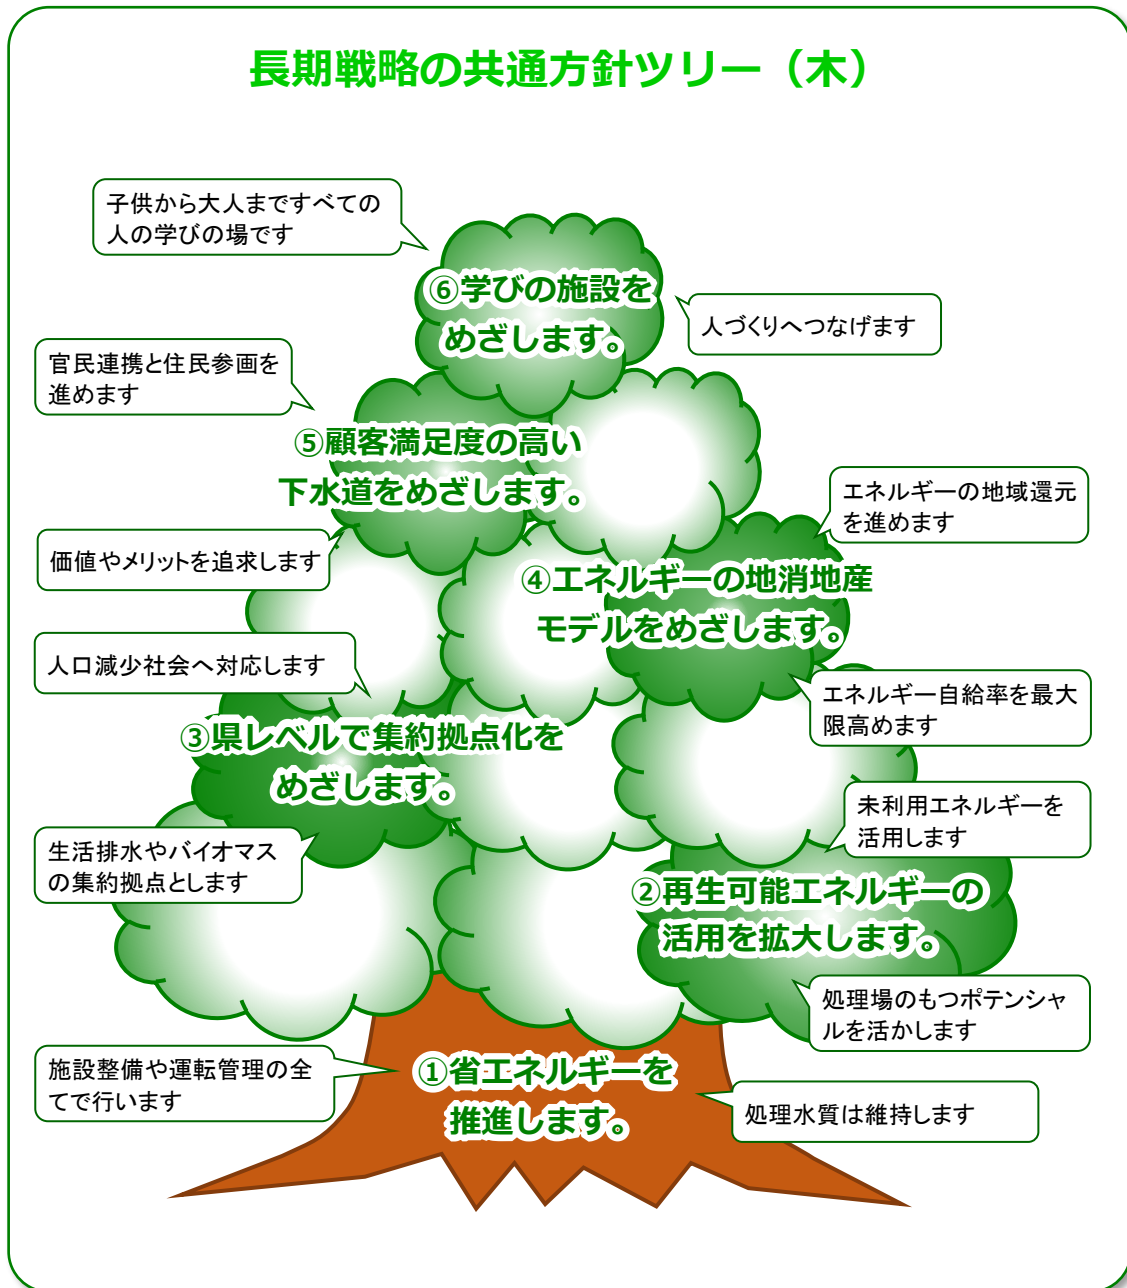 長期戦略の共通方針ツリー（木）
子供から大人まですべての
人の学びの場です
⑥学びの施設を
めざします。
人づくりへつなげます
官民連携と住民参画を
進めます
⑤顧客満足度の高い
下水道をめざします。
エネルギーの地域還元
を進めます
価値やメリットを追求します
④エネルギーの地消地産
モデルをめざします。
人口減少社会へ対応します
エネルギー自給率を最大
限高めます
③県レベルで集約拠点化を
めざします。
未利用エネルギーを
活用します
生活排水やバイオマス
の集約拠点とします
②再生可能エネルギーの
活用を拡大します。
処理場のもつポテンシャ
ルを活かします
施設整備や運転管理の全
てで行います
①省エネルギーを
推進します。
処理水質は維持します